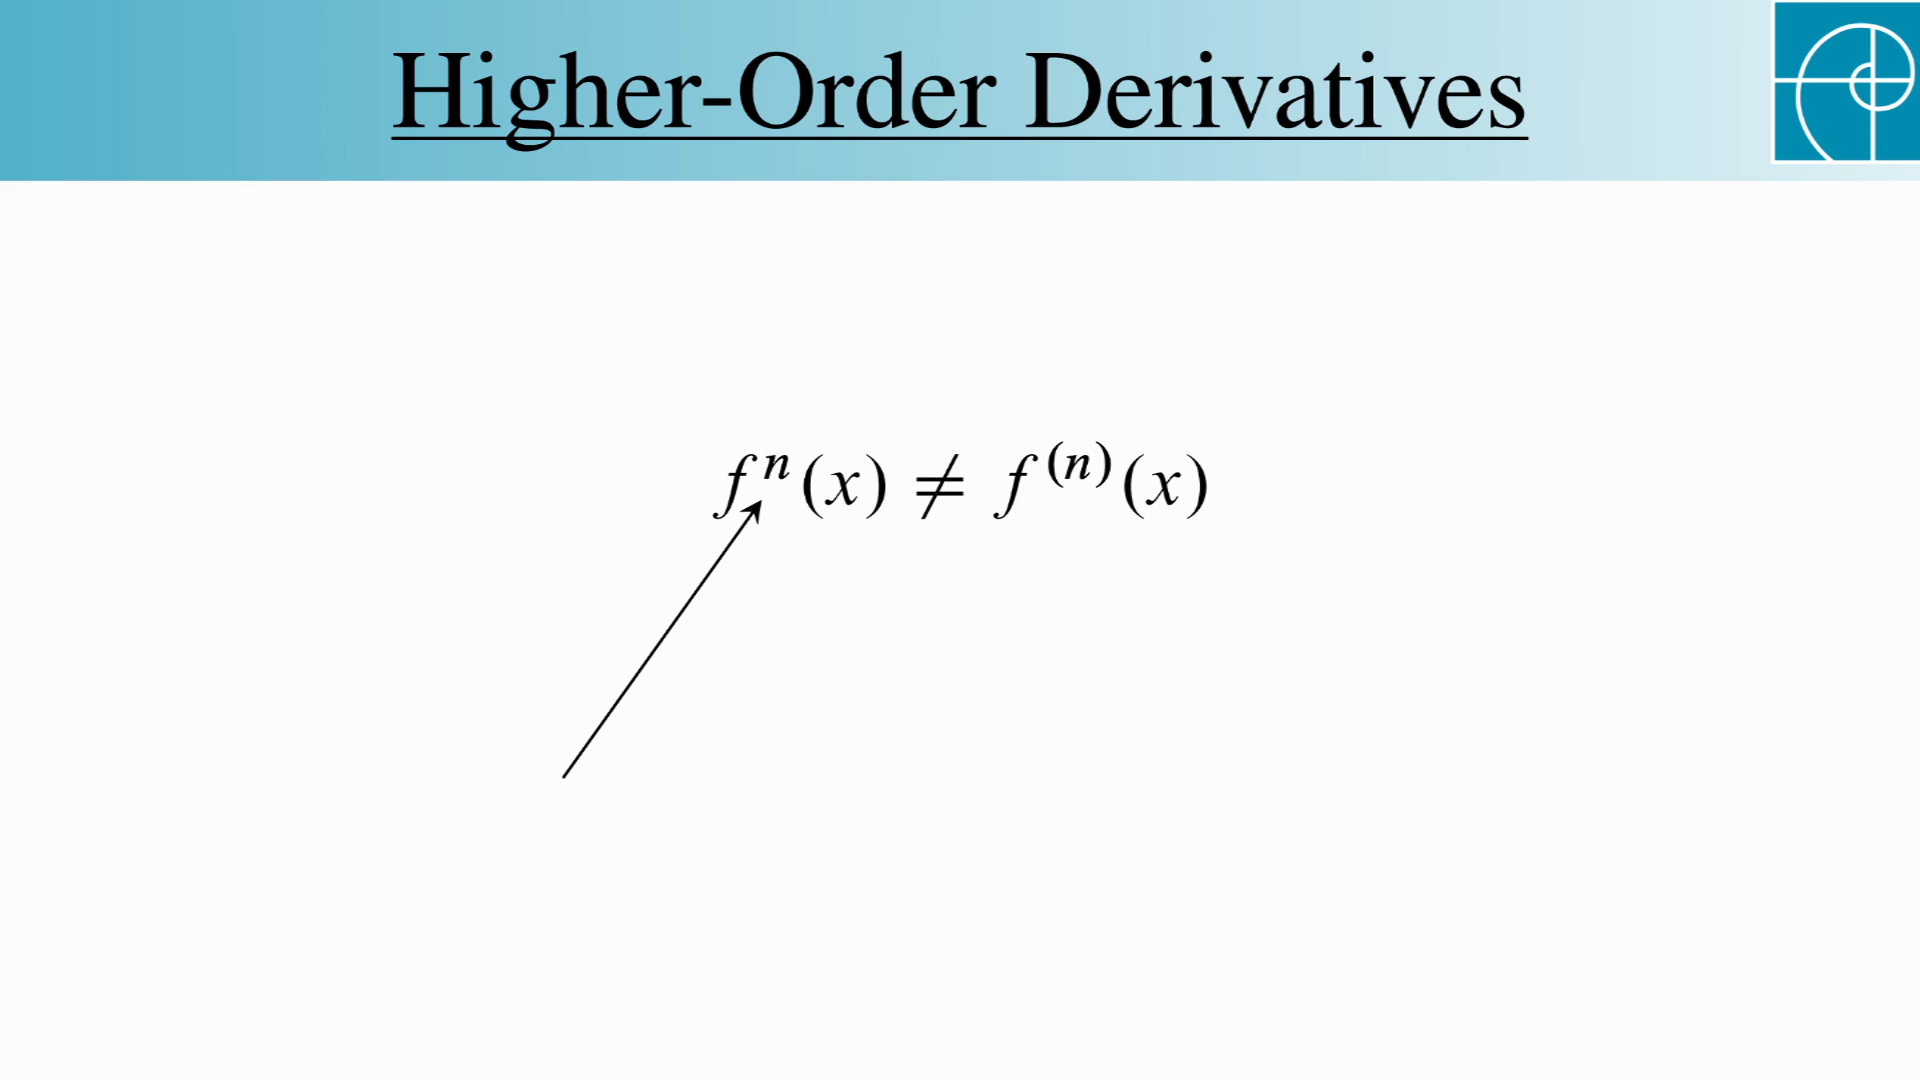 Higher-Order Derivatives
fⁿ(x) ≠ f⁽ⁿ⁾(x)